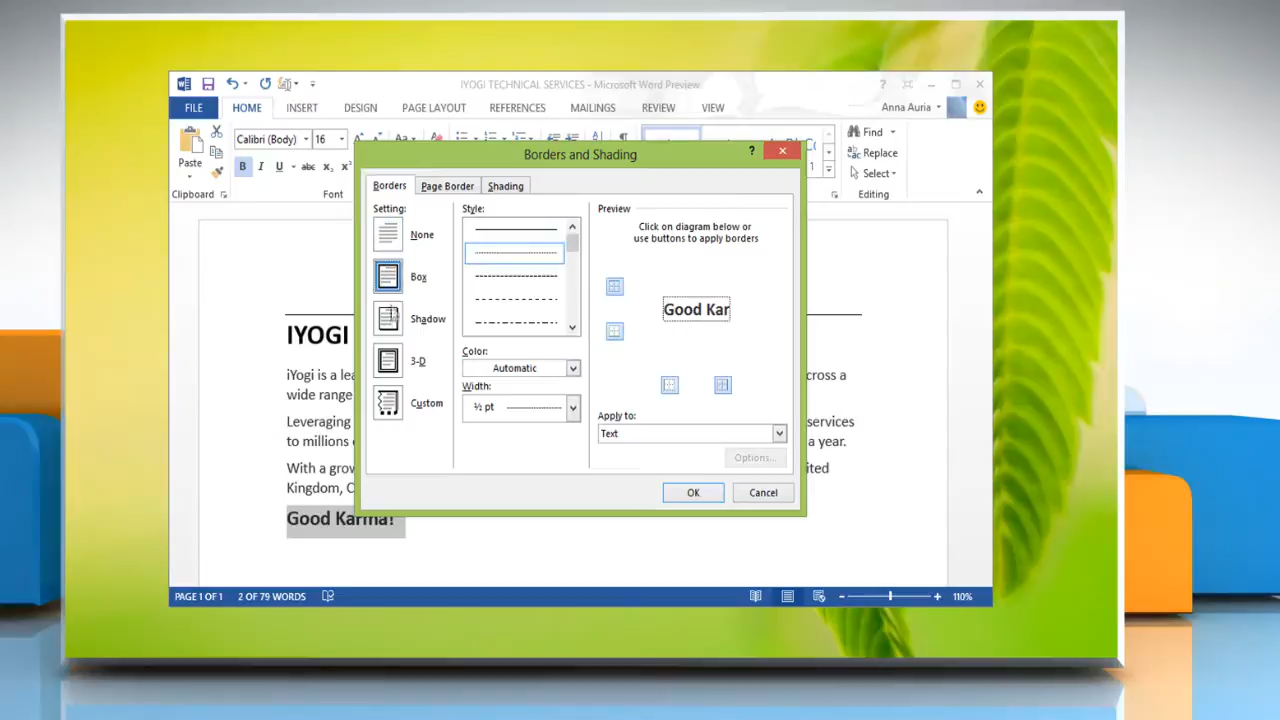 IYOGI TECHNICAL SERVICES - Microsoft Word Preview
?
FILE HOME INSERT DESIGN PAGE LAYOUT REFERENCES MAILINGS REVIEW VIEW Anna Auria
Calibri (Body) 16 Aa
Paste
B I U abc x₂ x²
Find
Replace
Select
Clipboard Font Editing
Borders and Shading ?
Borders Page Border Shading
Setting:
None
Box
Shadow
3-D
Custom
Style:
Color:
Automatic
Width:
½ pt
Preview
Click on diagram below or
use buttons to apply borders
Good Kar
Apply to:
Text
Options...
OK Cancel
IYOGI
iYogi is a lea cross a
wide range
Leveraging services
to millions a year.
With a grow ited
Kingdom, C
Good Karma!
PAGE 1 OF 1 2 OF 79 WORDS 110%